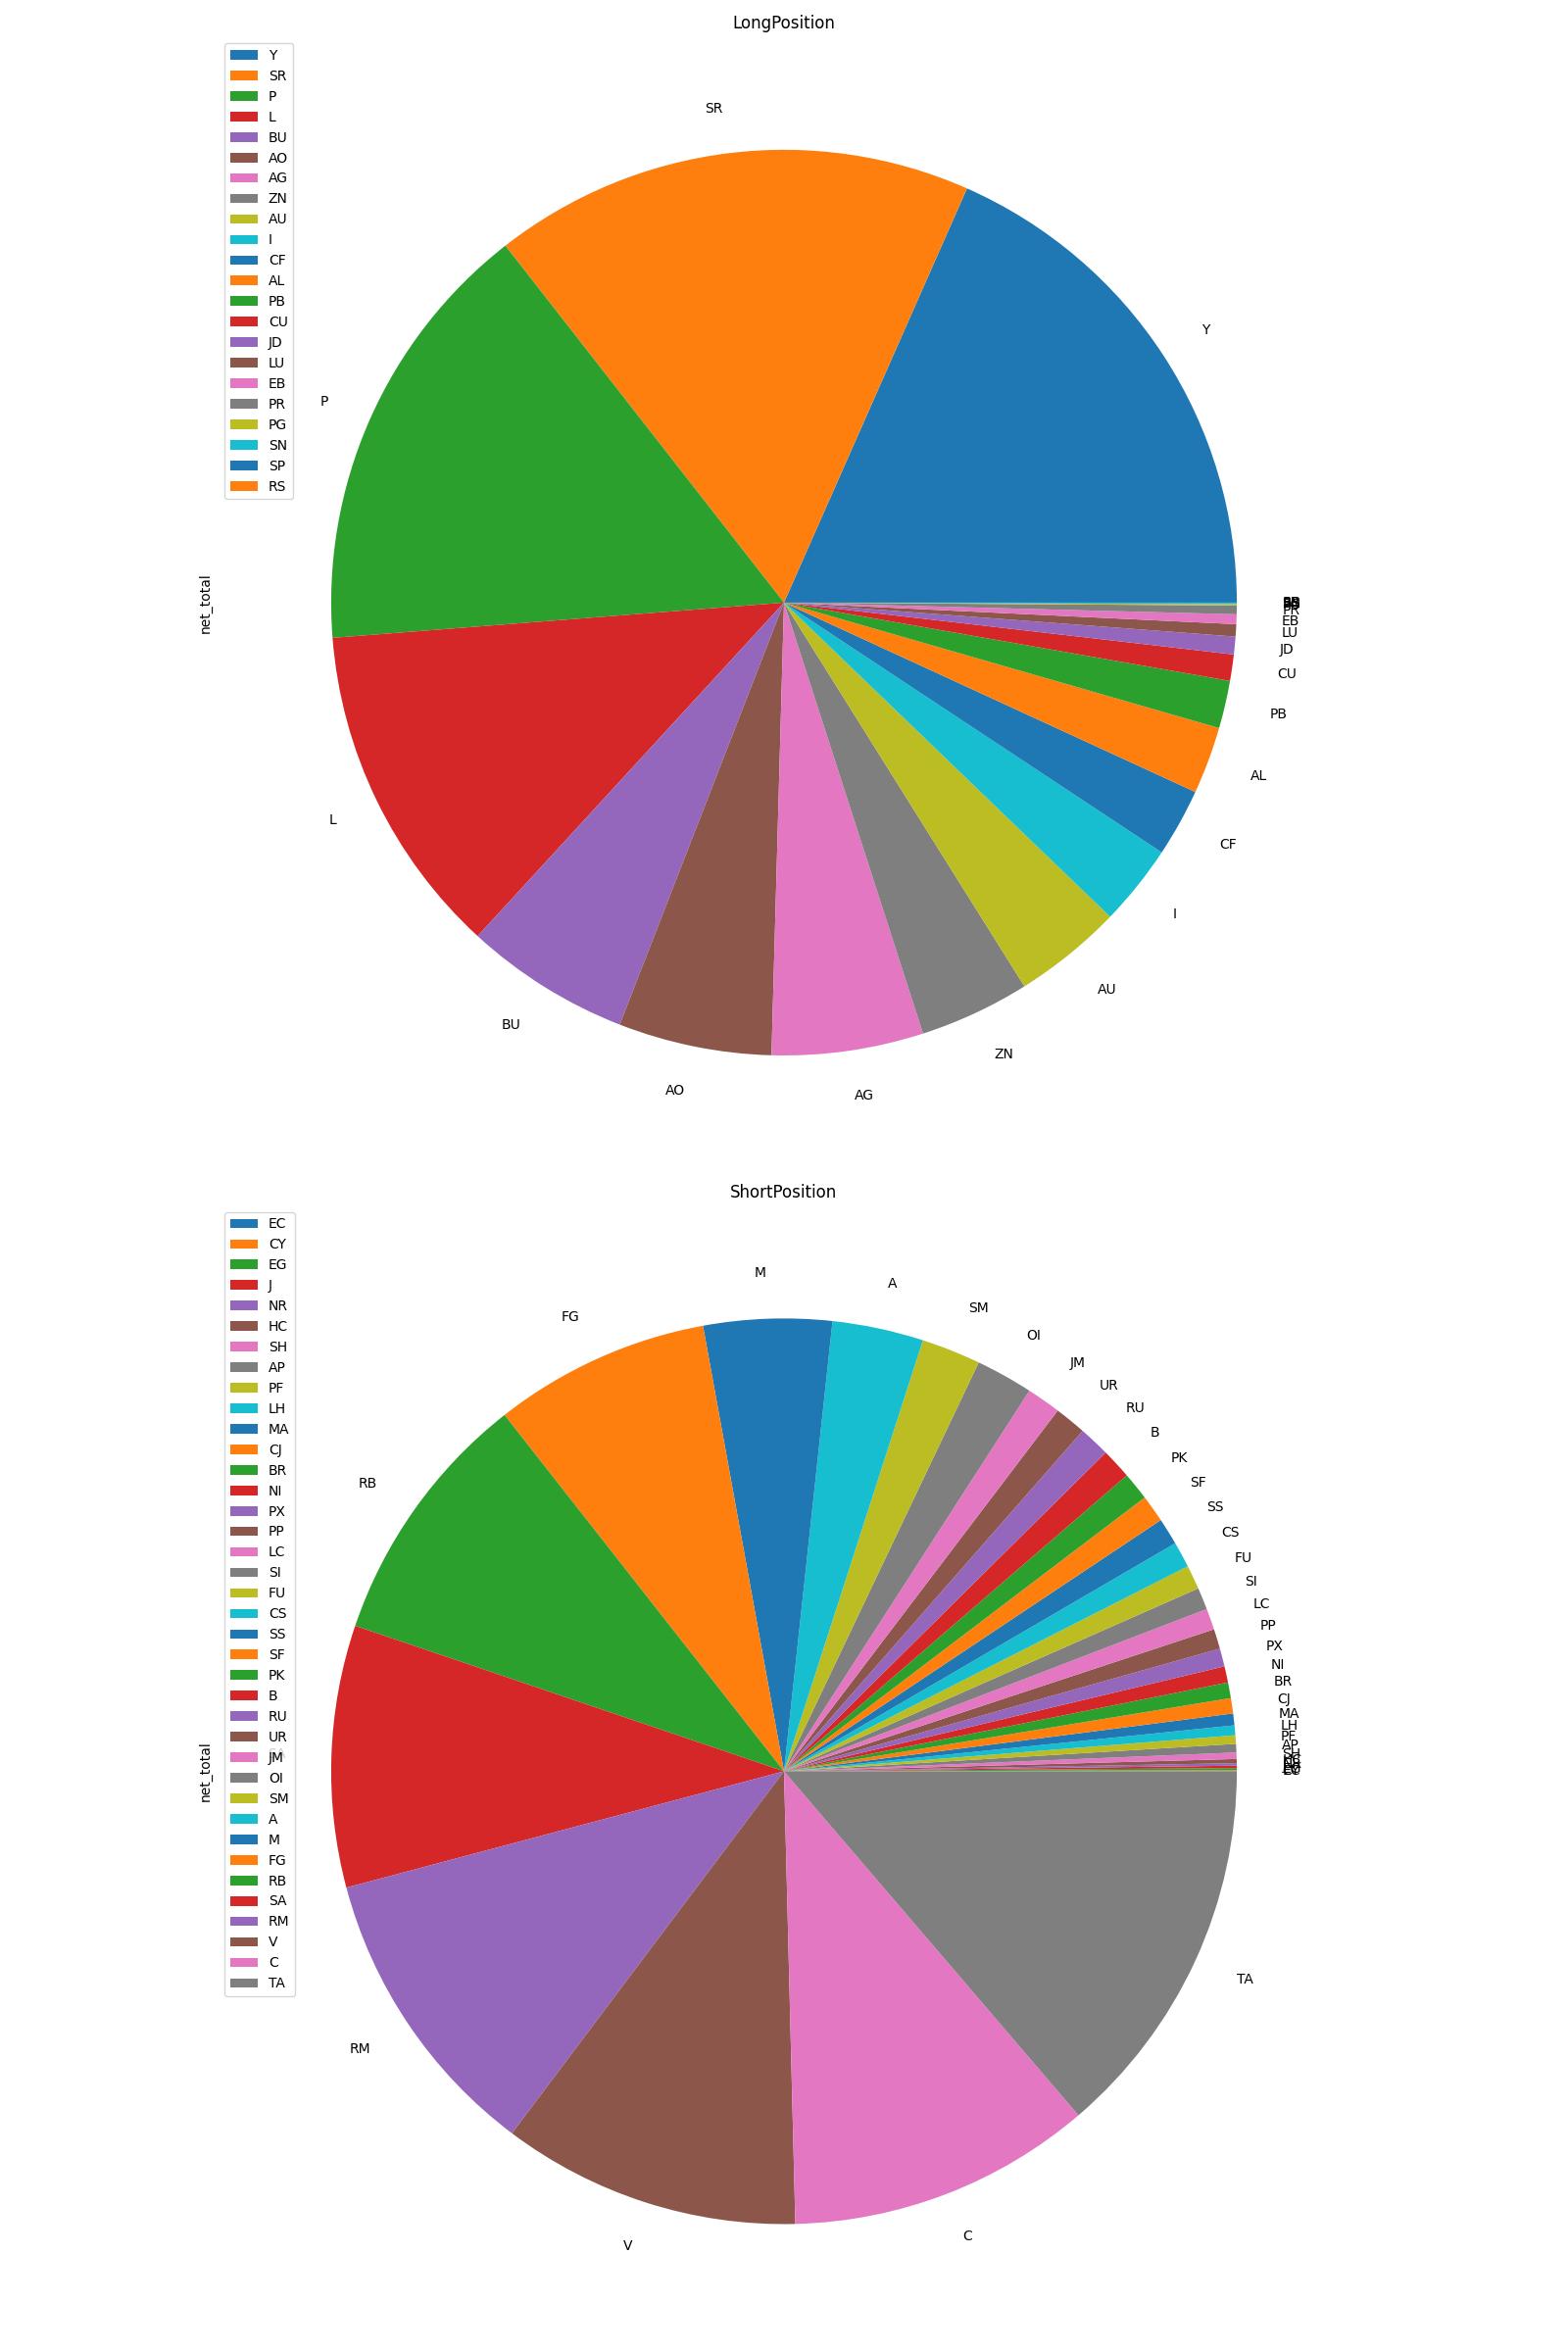 LongPosition
Y
SR
P
L
BU
AO
AG
ZN
AU
I
CF
AL
PB
CU
JD
LU
EB
PR
PG
SN
SP
RS
net_total
SR
Y
P
L
BU
AO
AG
ZN
AU
I
CF
AL
PB
CU
JD
LU
EB
PR
ShortPosition
EC
CY
EG
J
NR
HC
SH
AP
PF
LH
MA
CJ
BR
NI
PX
PP
LC
SI
FU
CS
SS
SF
PK
B
RU
UR
JM
OI
SM
A
M
FG
RB
SA
RM
V
C
TA
net_total
M
A
SM
OI
JM
UR
RU
B
PK
SF
SS
CS
FU
SI
LC
PP
PX
NI
BR
CJ
MA
LH
PF
AP
SH
FG
RB
RM
V
C
TA